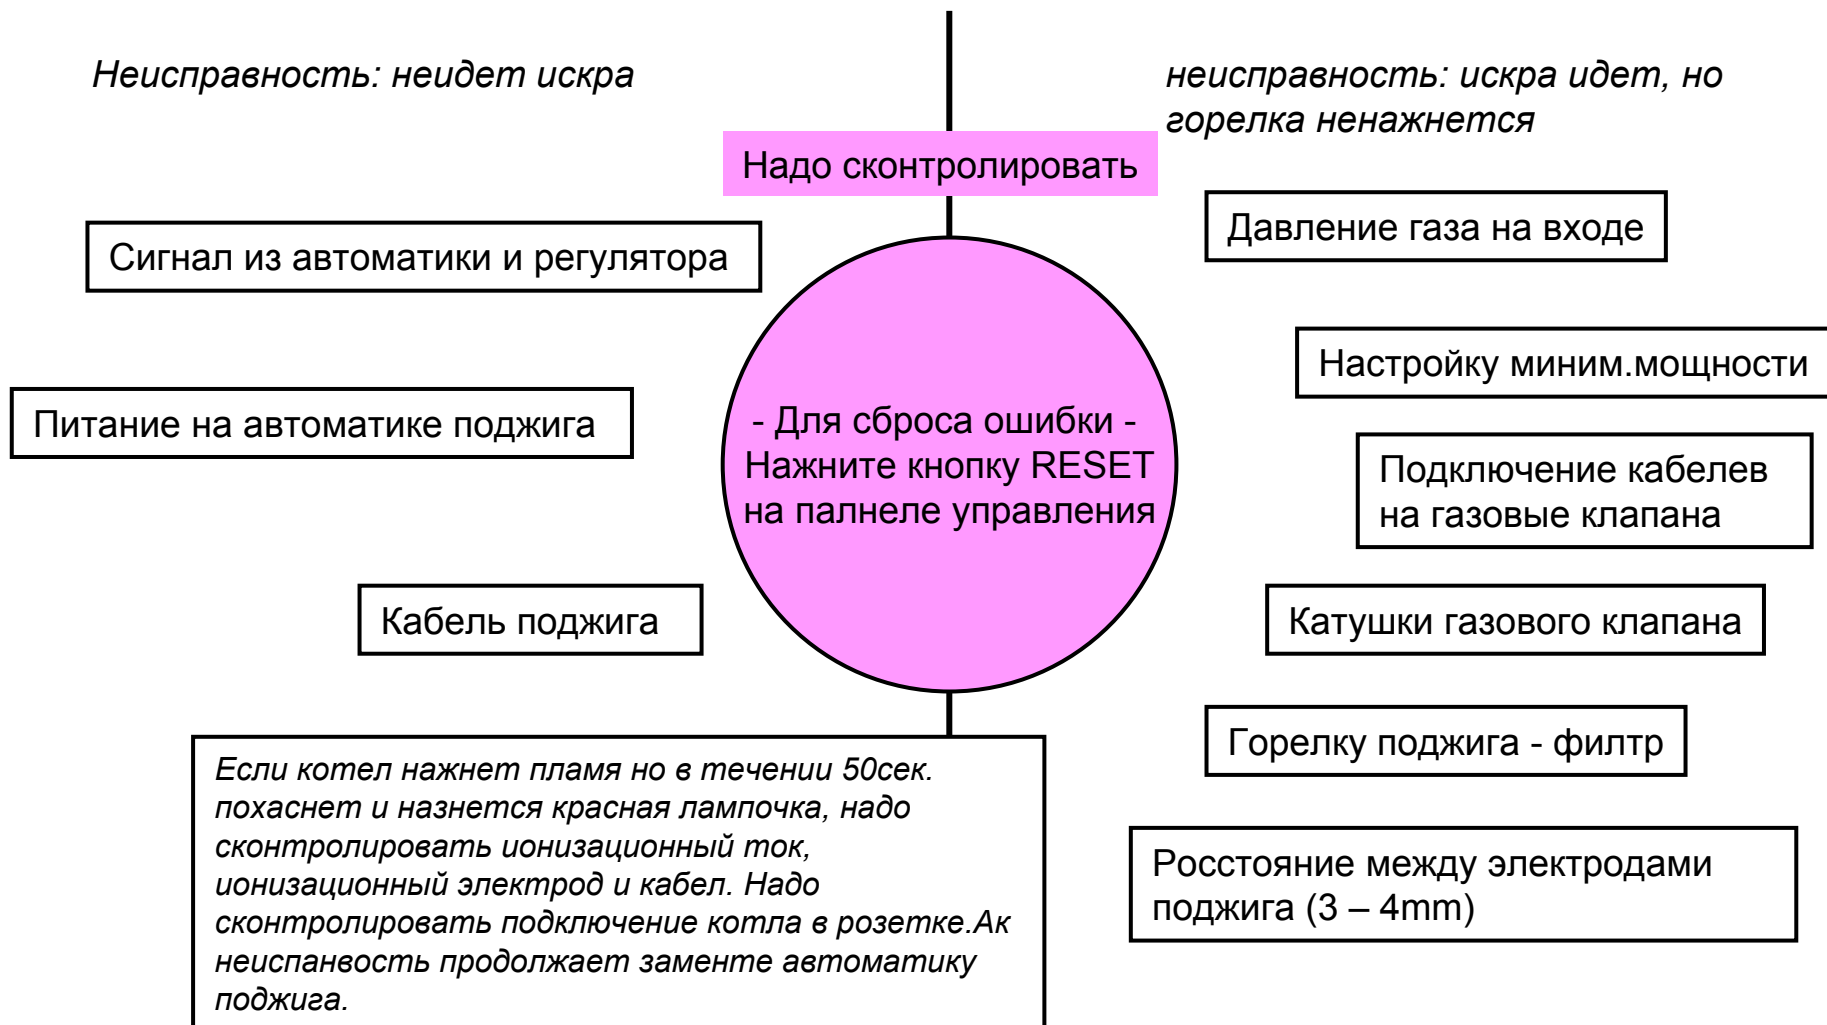 Неисправность: неидет искра
неисправность: искра идет, но
горелка ненажнется
Надо сконтролировать
Сигнал из автоматики и регулятора
Питание на автоматике поджига
Кабель поджига
- Для сброса ошибки -
Нажните кнопку RESET
на палнеле управления
Давление газа на входе
Настройку миним.мощности
Подключение кабелев
на газовые клапана
Катушки газового клапана
Горелку поджига - филтр
Росстояние между электродами
поджига (3 – 4mm)
Если котел нажнет пламя но в течении 50сек.
похаснет и назнется красная лампочка, надо
сконтролировать ионизационный ток,
ионизационный электрод и кабел. Надо
сконтролировать подключение котла в розетке.Ак
неиспанвость продолжает заменте автоматику
поджига.